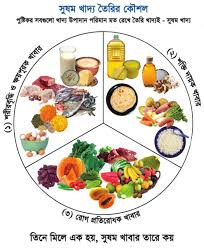 সুষম খাদ্য তৈরির কৌশল
পুষ্টিকর সবগুলো খাদ্য উপাদান পরিমান মত রেখে তৈরি খাদ্যই - সুষম খাদ্য
(১) শরীরবৃদ্ধি ও ক্ষয়পূরক খাবার
(২) শক্তি দায়ক খাবার
(৩) রোগ প্রতিরোধক খাবার
তিনে মিলে এক হয়, সুষম খাবার তারে কয়